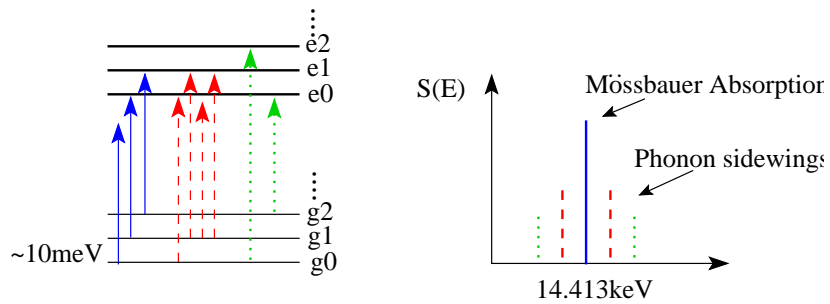 e2
e1
e0
g2
g1
g0
~10meV
S(E)
Mössbauer Absorption
Phonon sidewings
14.413keV